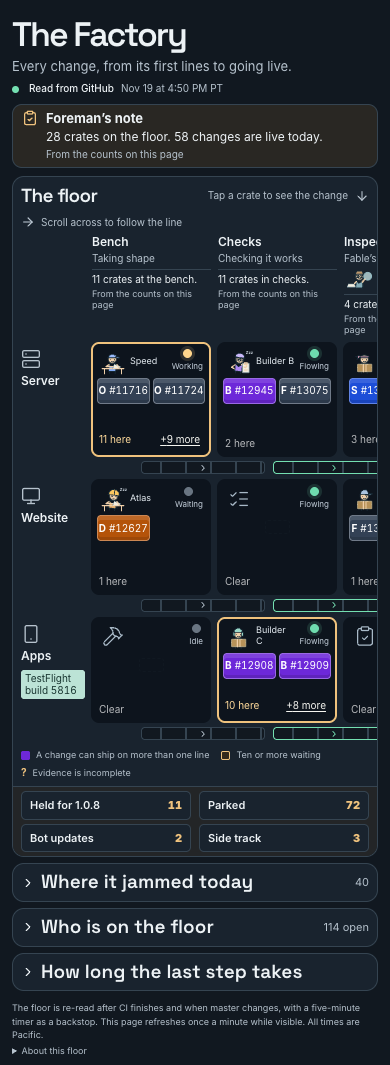 The Factory
Every change, from its first lines to going live.
Read from GitHub Nov 19 at 4:50 PM PT
Foreman's note
28 crates on the floor. 58 changes are live today.
From the counts on this page
The floor
Tap a crate to see the change ↓
→ Scroll across to follow the line
Bench
Taking shape
11 crates at the bench.
From the counts on this
page
Checks
Checking it works
11 crates in checks.
From the counts on this
page
Inspe
Fable's
4 crate
From th
page
Server
Speed
Working
O #11716
O #11724
11 here
+9 more
Builder B
Flowing
B #12945
F #13075
2 here
S #13
3 here
Website
Atlas
Waiting
D #12627
1 here
Flowing
Clear
F #13
1 here
Apps
TestFlight
build 5816
Idle
Clear
Builder
C
Flowing
B #12908
B #12909
10 here
+8 more
Clear
A change can ship on more than one line
Ten or more waiting
? Evidence is incomplete
Held for 1.0.8 11
Parked 72
Bot updates 2
Side track 3
Where it jammed today 40
Who is on the floor 114 open
How long the last step takes
The floor is re-read after CI finishes and when master changes, with a five-minute
timer as a backstop. This page refreshes once a minute while visible. All times are
Pacific.
About this floor